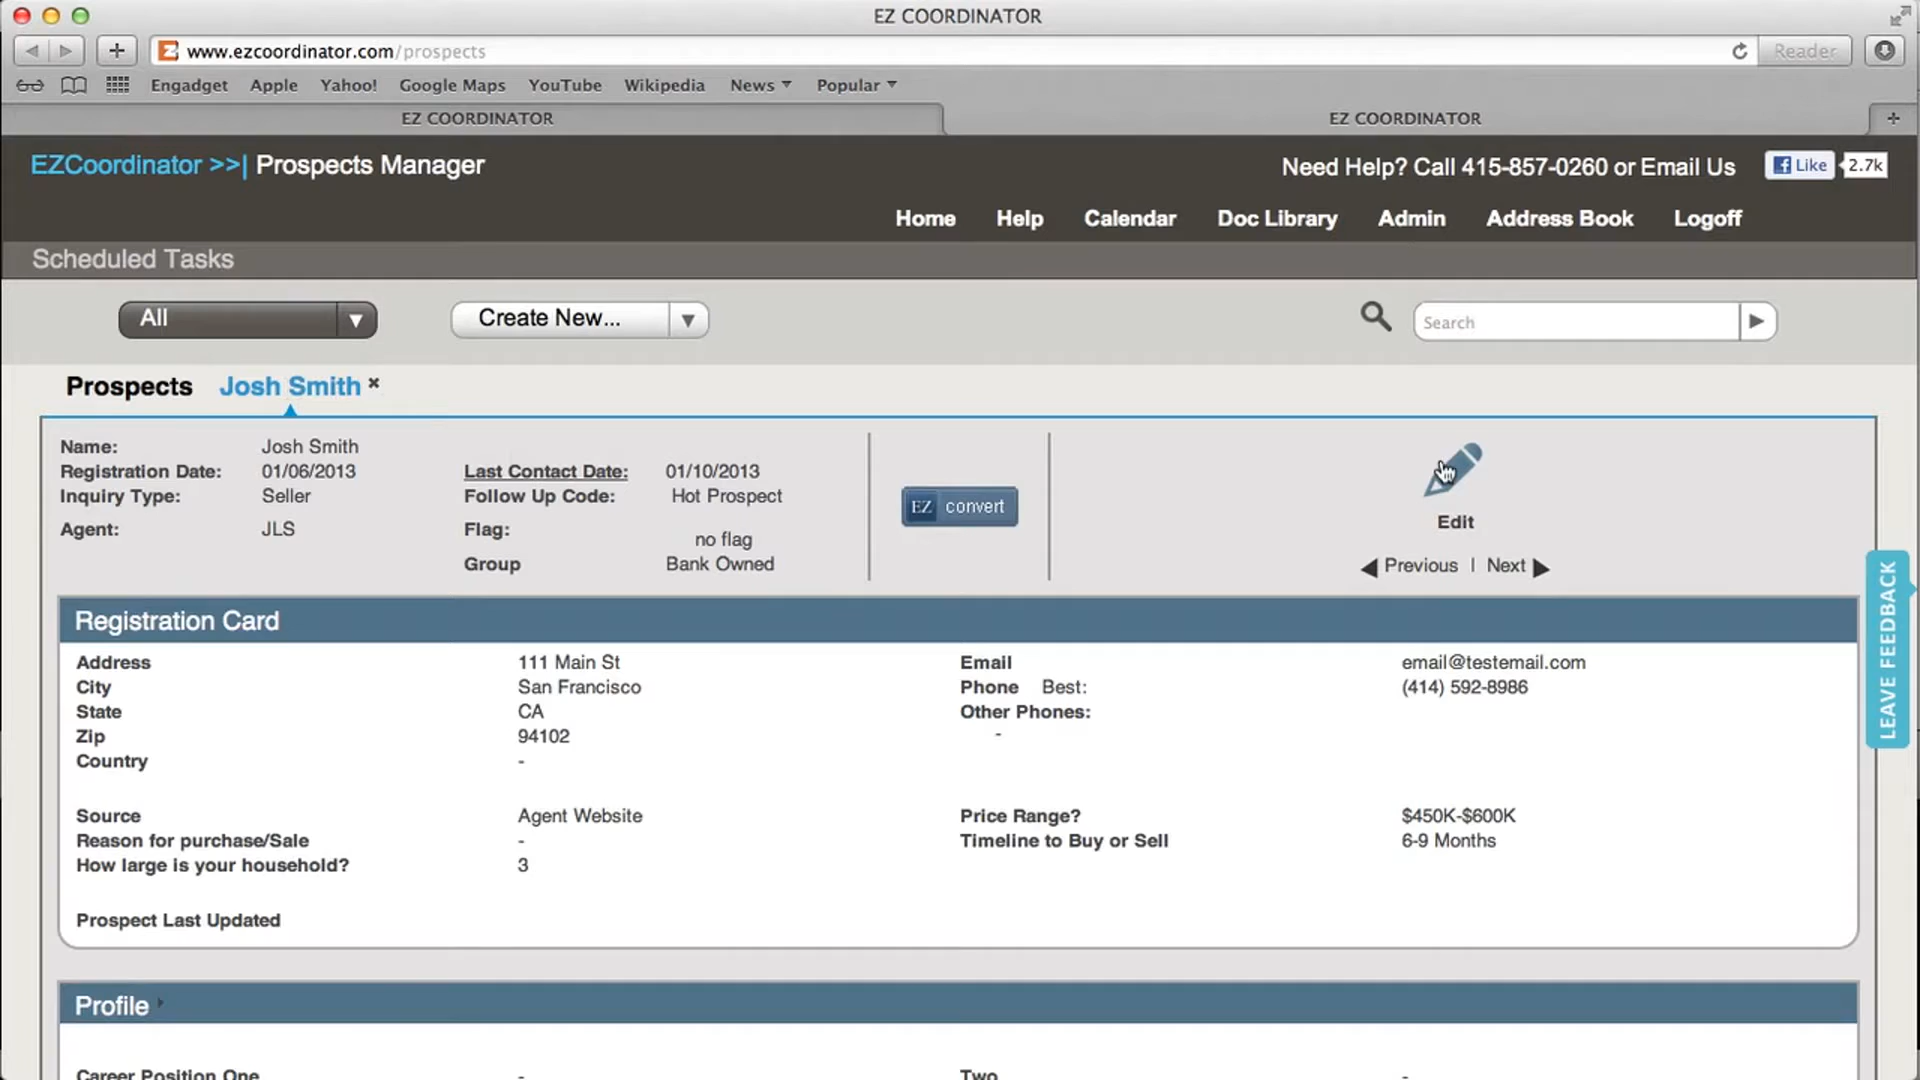 EZ COORDINATOR
www.ezcoordinator.com/prospects
Reader
Engadget Apple Yahoo! Google Maps YouTube Wikipedia News Popular
EZ COORDINATOR EZ COORDINATOR
EZCoordinator >>| Prospects Manager
Need Help? Call 415-857-0260 or Email Us
Like 2.7k
Home Help Calendar Doc Library Admin Address Book Logoff
Scheduled Tasks
All Create New... Search
Prospects Josh Smith ×
Name: Josh Smith
Registration Date: 01/06/2013 Last Contact Date: 01/10/2013
Inquiry Type: Seller Follow Up Code: Hot Prospect
Agent: JLS Flag: no flag
Group Bank Owned
EZ convert
Edit
Previous | Next
LEAVE FEEDBACK
Registration Card
Address 111 Main St Email email@testemail.com
City San Francisco Phone Best: (414) 592-8986
State CA Other Phones:
Zip 94102 -
Country -
Source Agent Website Price Range? $450K-$600K
Reason for purchase/Sale - Timeline to Buy or Sell 6-9 Months
How large is your household? 3
Prospect Last Updated
Profile
Career Position One - Two -